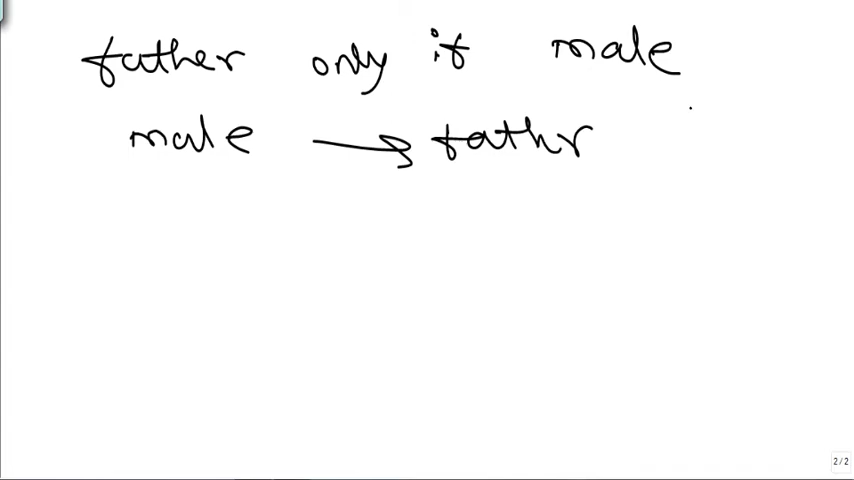 father only if male
male → fathr
2/2